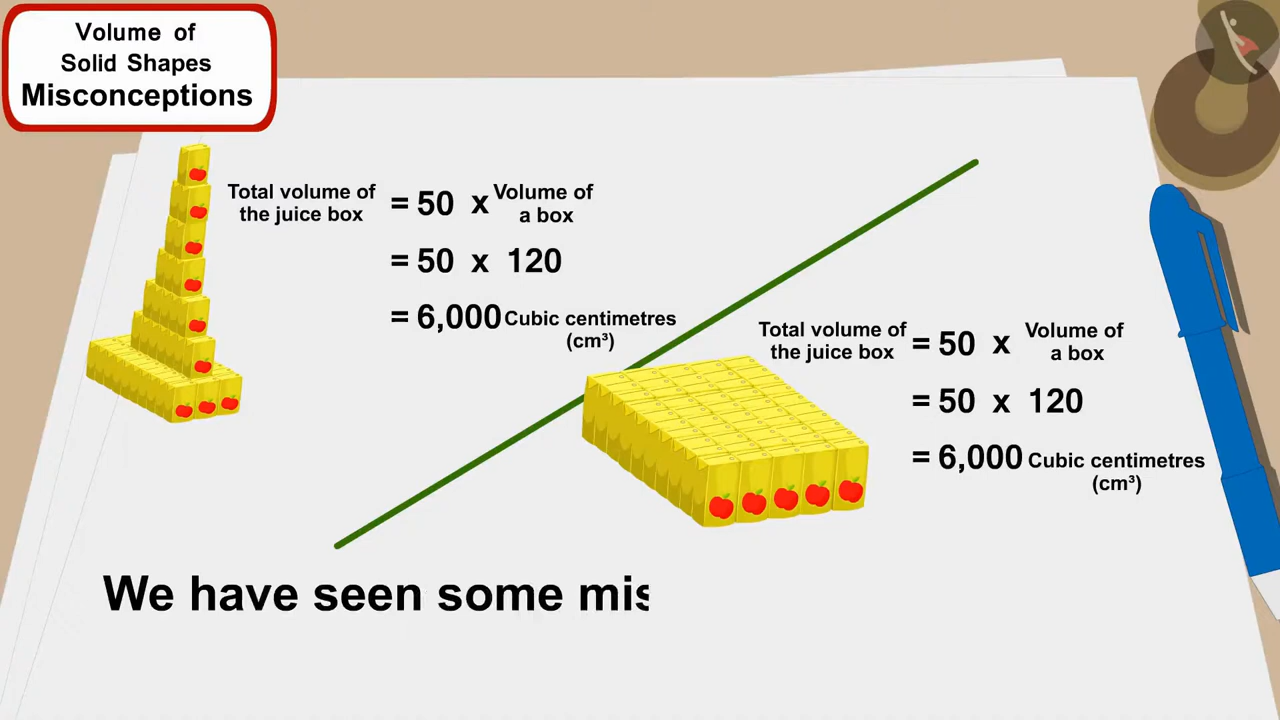 Volume of
Solid Shapes
Misconceptions
Total volume of
the juice box
= 50 x Volume of
a box
= 50 x 120
= 6,000 Cubic centimetres
(cm³)
Total volume of
the juice box
= 50 x Volume of
a box
= 50 x 120
= 6,000 Cubic centimetres
(cm³)
We have seen some mis